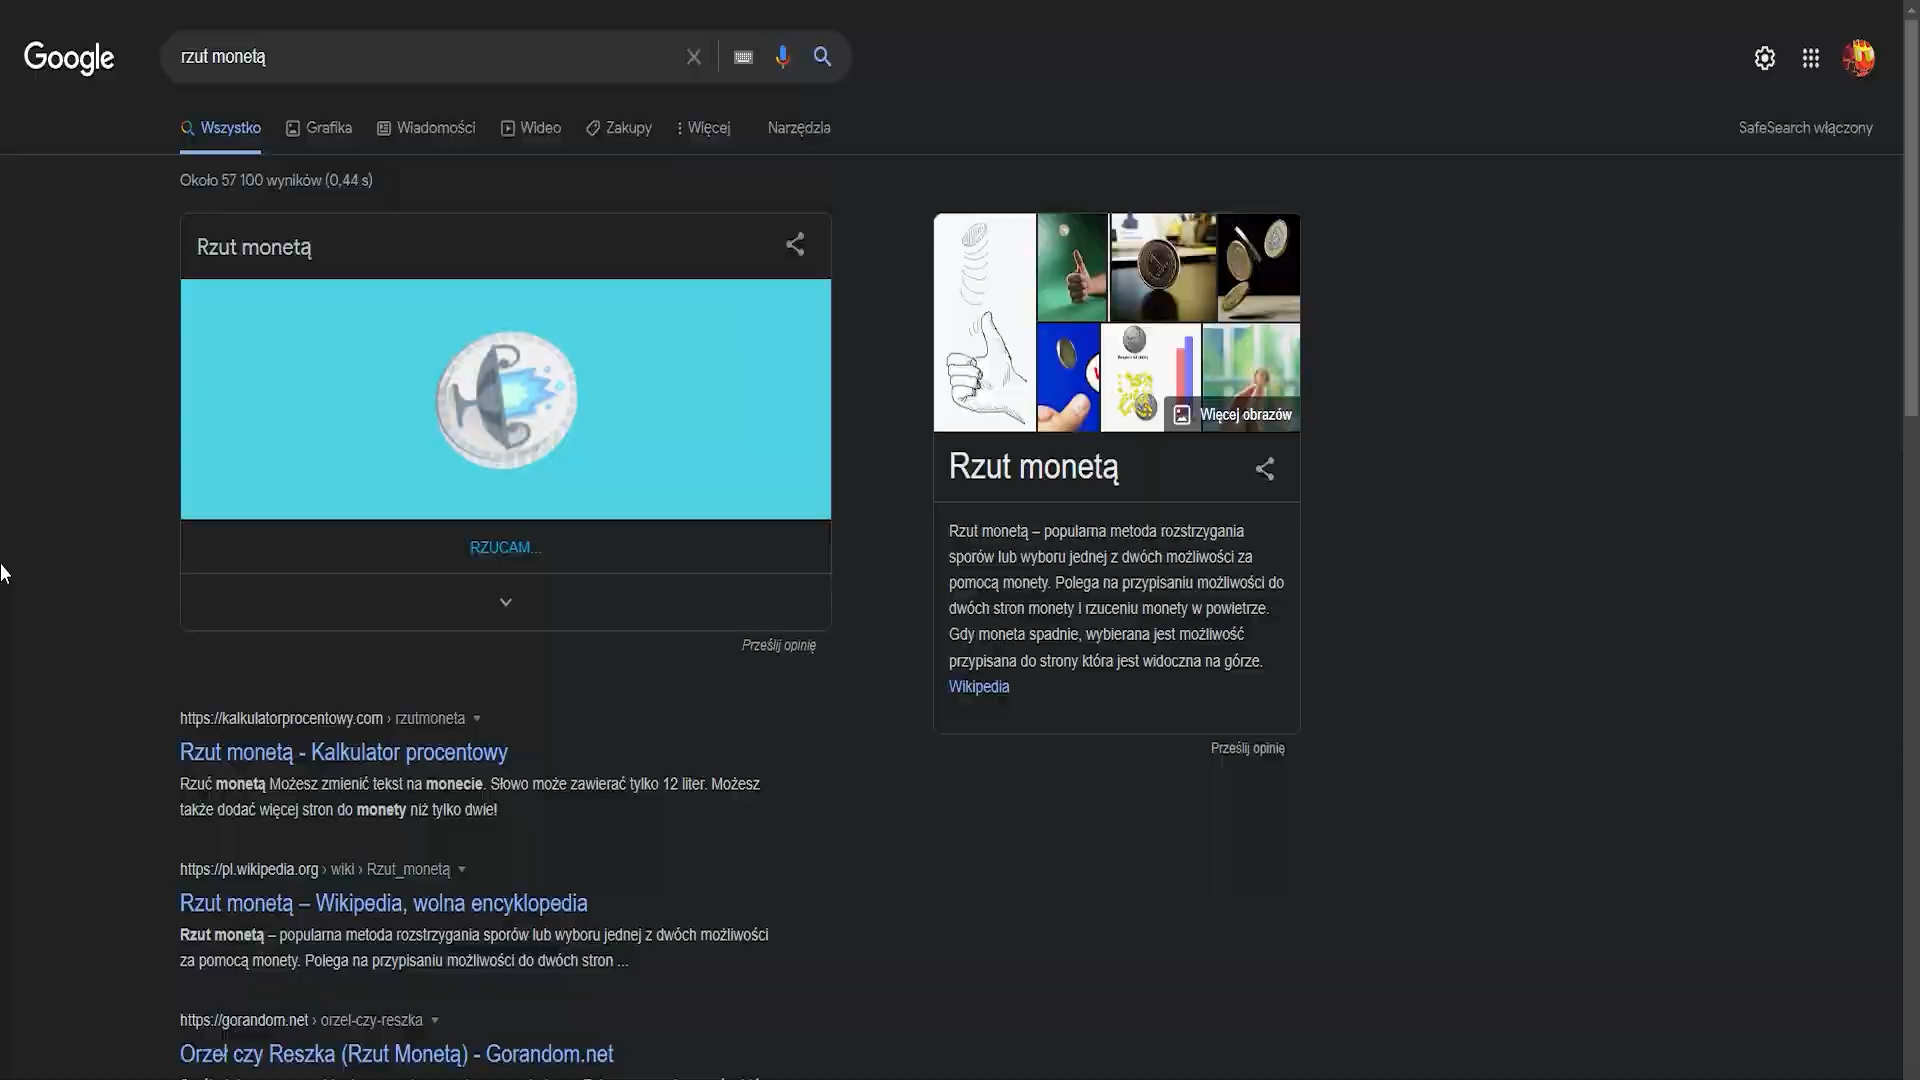 Google
rzut monetą
Wszystko
Grafika
Wiadomości
Wideo
Zakupy
Więcej
Narzędzia
SafeSearch włączony
Około 57 100 wyników (0,44 s)
Rzut monetą
RZUCAM...
Prześlij opinię
https://kalkulatorprocentowy.com › rzutmoneta
Rzut monetą - Kalkulator procentowy
Rzuć monetą Możesz zmienić tekst na monecie. Słowo może zawierać tylko 12 liter. Możesz
także dodać więcej stron do monety niż tylko dwie!
https://pl.wikipedia.org › wiki › Rzut_monetą
Rzut monetą – Wikipedia, wolna encyklopedia
Rzut monetą – popularna metoda rozstrzygania sporów lub wyboru jednej z dwóch możliwości
za pomocą monety. Polega na przypisaniu możliwości do dwóch stron ...
https://gorandom.net › orzel-czy-reszka
Orzeł czy Reszka (Rzut Monetą) - Gorandom.net
Więcej obrazów
Rzut monetą
Rzut monetą – popularna metoda rozstrzygania
sporów lub wyboru jednej z dwóch możliwości za
pomocą monety. Polega na przypisaniu możliwości do
dwóch stron monety i rzuceniu monety w powietrze.
Gdy moneta spadnie, wybierana jest możliwość
przypisana do strony która jest widoczna na górze.
Wikipedia
Prześlij opinię